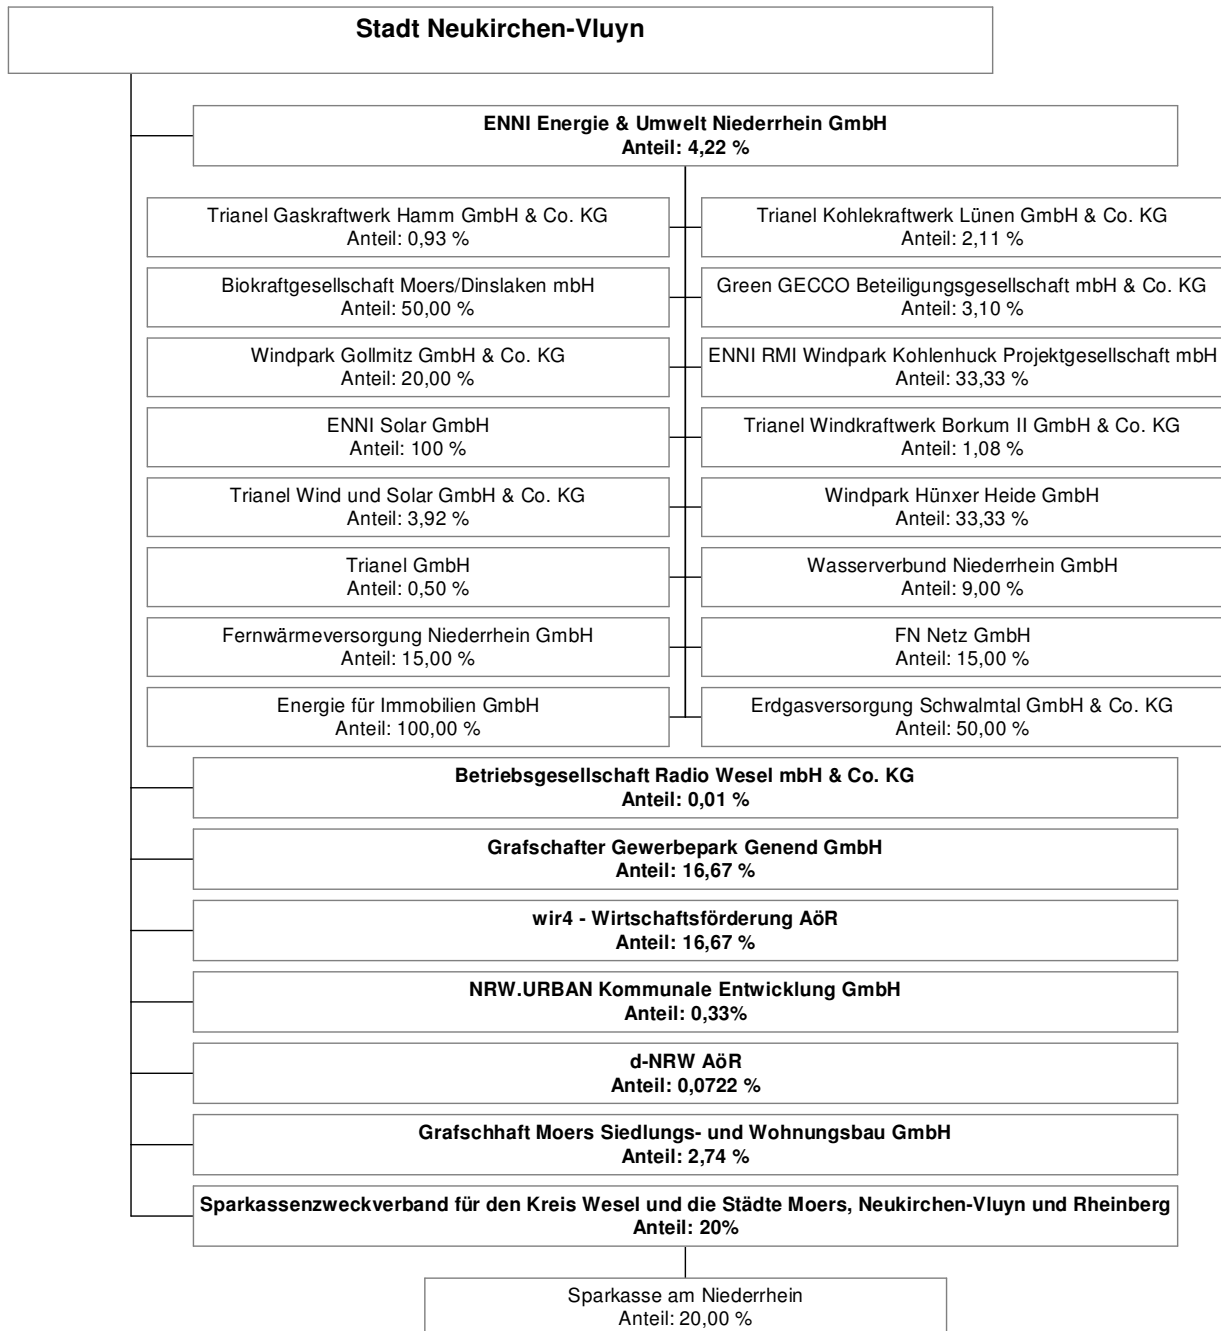 Stadt Neukirchen-Vluyn
ENNI Energie & Umwelt Niederrhein GmbH
Anteil: 4,22 %
Trianel Gaskraftwerk Hamm GmbH & Co. KG
Anteil: 0,93 %
Trianel Kohlekraftwerk Lünen GmbH & Co. KG
Anteil: 2,11 %
Biokraftgesellschaft Moers/Dinslaken mbH
Anteil: 50,00 %
Green GECCO Beteiligungsgesellschaft mbH & Co. KG
Anteil: 3,10 %
Windpark Gollmitz GmbH & Co. KG
Anteil: 20,00 %
ENNI RMI Windpark Kohlenhuck Projektgesellschaft mbH
Anteil: 33,33 %
ENNI Solar GmbH
Anteil: 100 %
Trianel Windkraftwerk Borkum II GmbH & Co. KG
Anteil: 1,08 %
Trianel Wind und Solar GmbH & Co. KG
Anteil: 3,92 %
Windpark Hünxer Heide GmbH
Anteil: 33,33 %
Trianel GmbH
Anteil: 0,50 %
Wasserverbund Niederrhein GmbH
Anteil: 9,00 %
Fernwärmeversorgung Niederrhein GmbH
Anteil: 15,00 %
FN Netz GmbH
Anteil: 15,00 %
Energie für Immobilien GmbH
Anteil: 100,00 %
Erdgasversorgung Schwalmtal GmbH & Co. KG
Anteil: 50,00 %
Betriebsgesellschaft Radio Wesel mbH & Co. KG
Anteil: 0,01 %
Grafschafter Gewerbepark Genend GmbH
Anteil: 16,67 %
wir4 - Wirtschaftsförderung AöR
Anteil: 16,67 %
NRW.URBAN Kommunale Entwicklung GmbH
Anteil: 0,33%
d-NRW AöR
Anteil: 0,0722 %
Grafschhaft Moers Siedlungs- und Wohnungsbau GmbH
Anteil: 2,74 %
Sparkassenzweckverband für den Kreis Wesel und die Städte Moers, Neukirchen-Vluyn und Rheinberg
Anteil: 20%
Sparkasse am Niederrhein
Anteil: 20,00 %